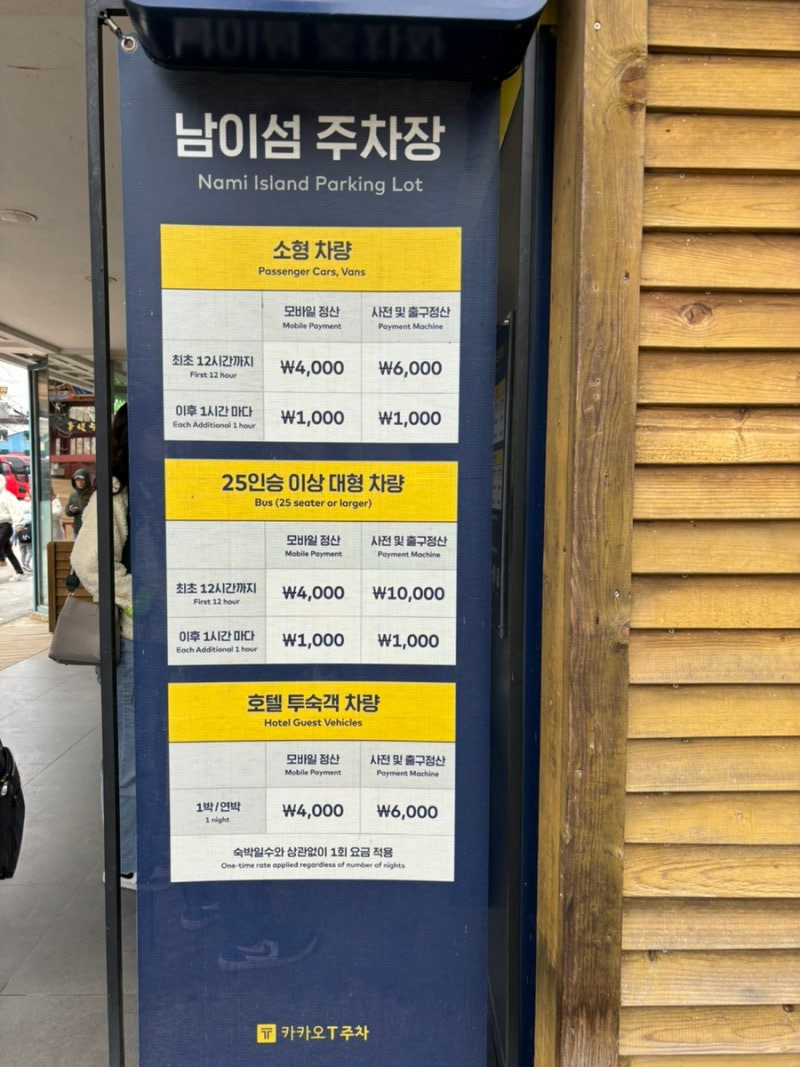 남이섬 주차장
Nami Island Parking Lot
소형 차량
Passenger Cars, Vans
모바일 정산 사전 및 출구정산
Mobile Payment Payment Machine
최초 12시간까지 ₩4,000 ₩6,000
First 12 hour
이후 1시간 마다 ₩1,000 ₩1,000
Each Additional 1 hour
25인승 이상 대형 차량
Bus (25 seater or larger)
모바일 정산 사전 및 출구정산
Mobile Payment Payment Machine
최초 12시간까지 ₩4,000 ₩10,000
First 12 hour
이후 1시간 마다 ₩1,000 ₩1,000
Each Additional 1 hour
호텔 투숙객 차량
Hotel Guest Vehicles
모바일 정산 사전 및 출구정산
Mobile Payment Payment Machine
1박/연박 ₩4,000 ₩6,000
1 night
숙박일수와 상관없이 1회 요금 적용
One-time rate applied regardless of number of nights
카카오 T 주차